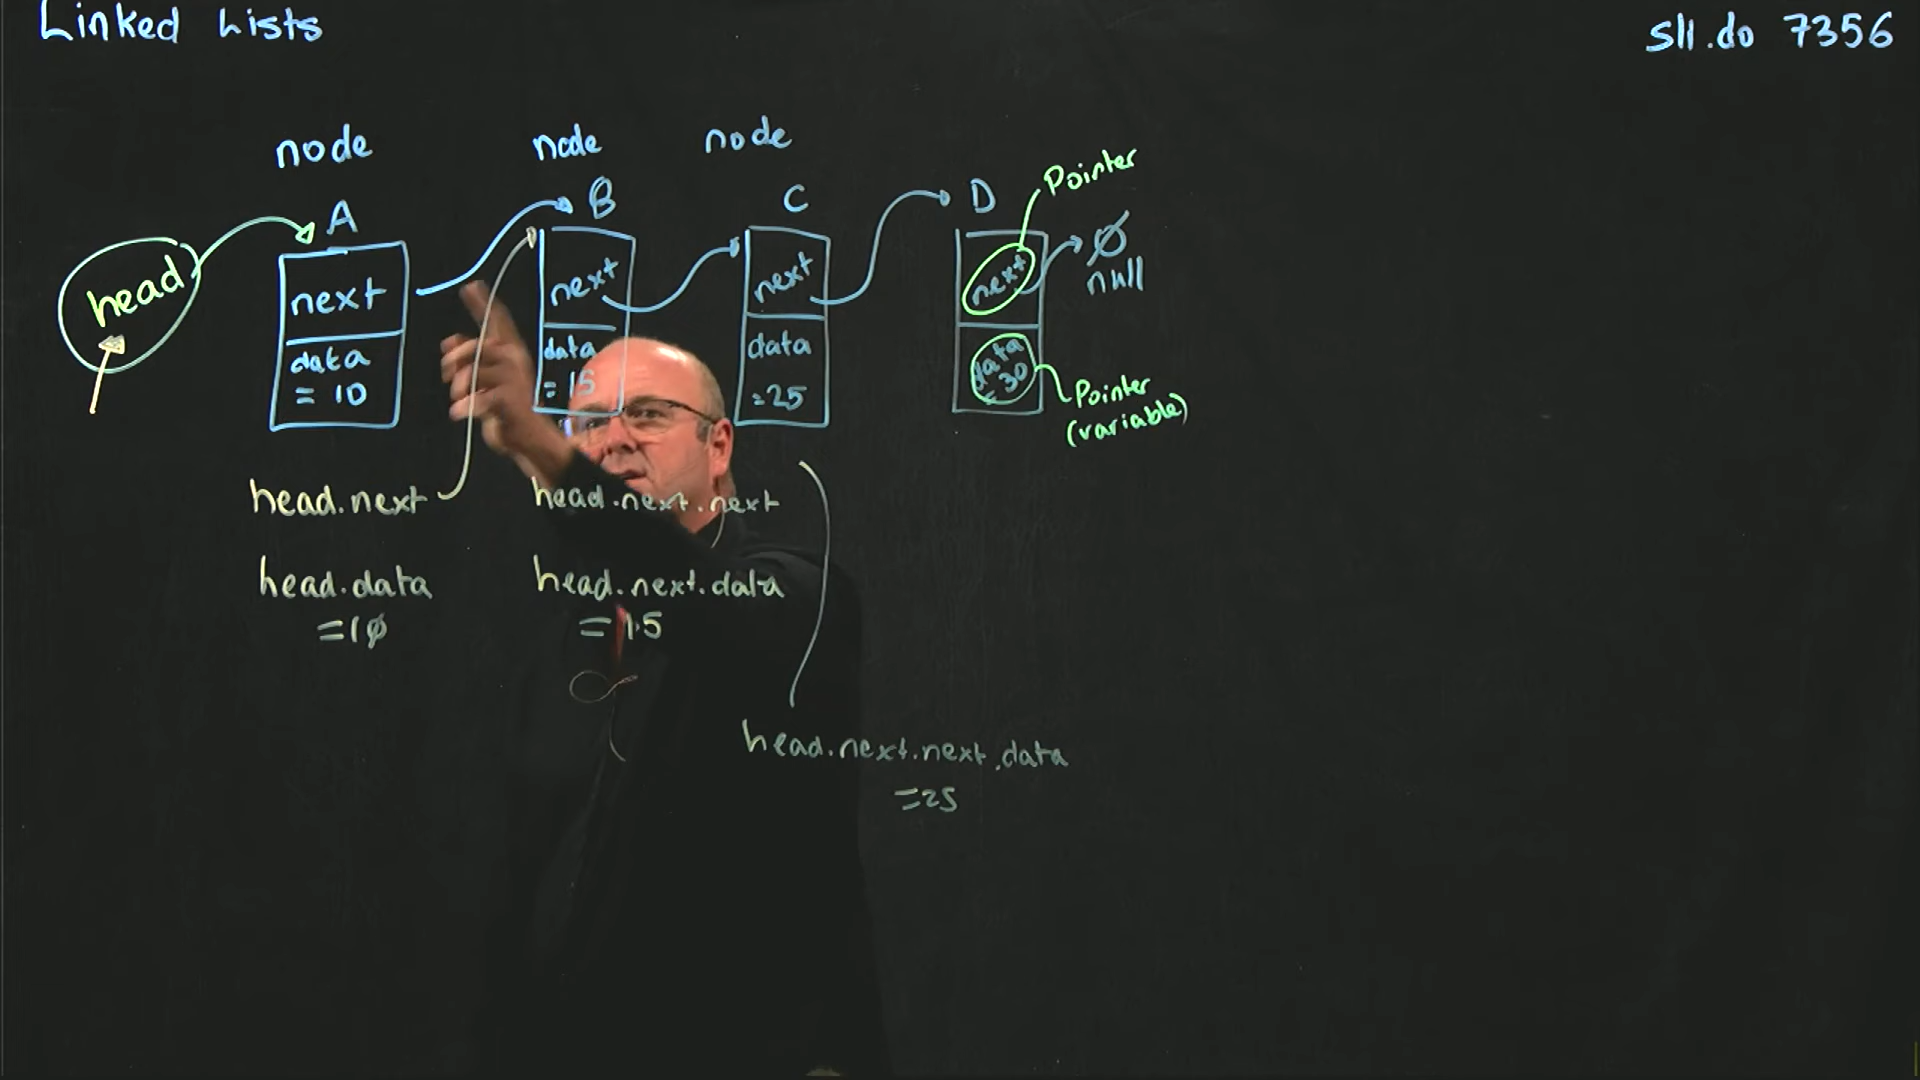 Linked Lists
sli.do 7356
node
node
node
A
B
C
D
Pointer
head
next
next
next
next
Ø
null
data
= 10
data
= 15
data
= 25
data
= 30
Pointer
(variable)
head.next
head.next.next
head.data
= 10
head.next.data
= 15
head.next.next.data
= 25